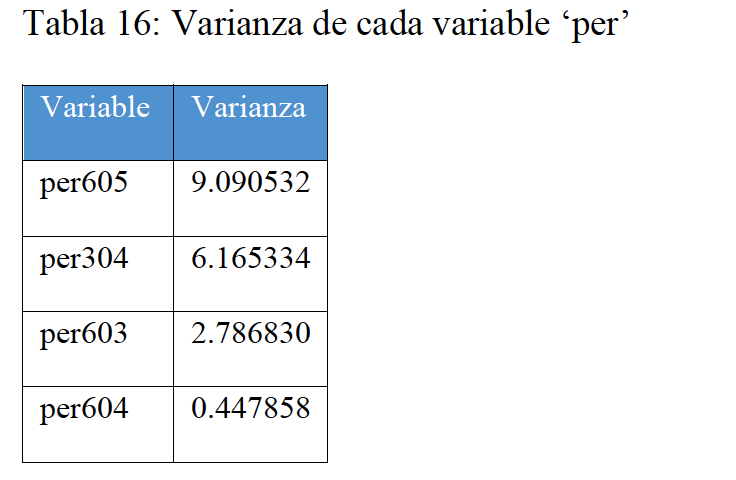 Tabla 16: Varianza de cada variable ‘per’
Variable Varianza
per605 9.090532
per304 6.165334
per603 2.786830
per604 0.447858